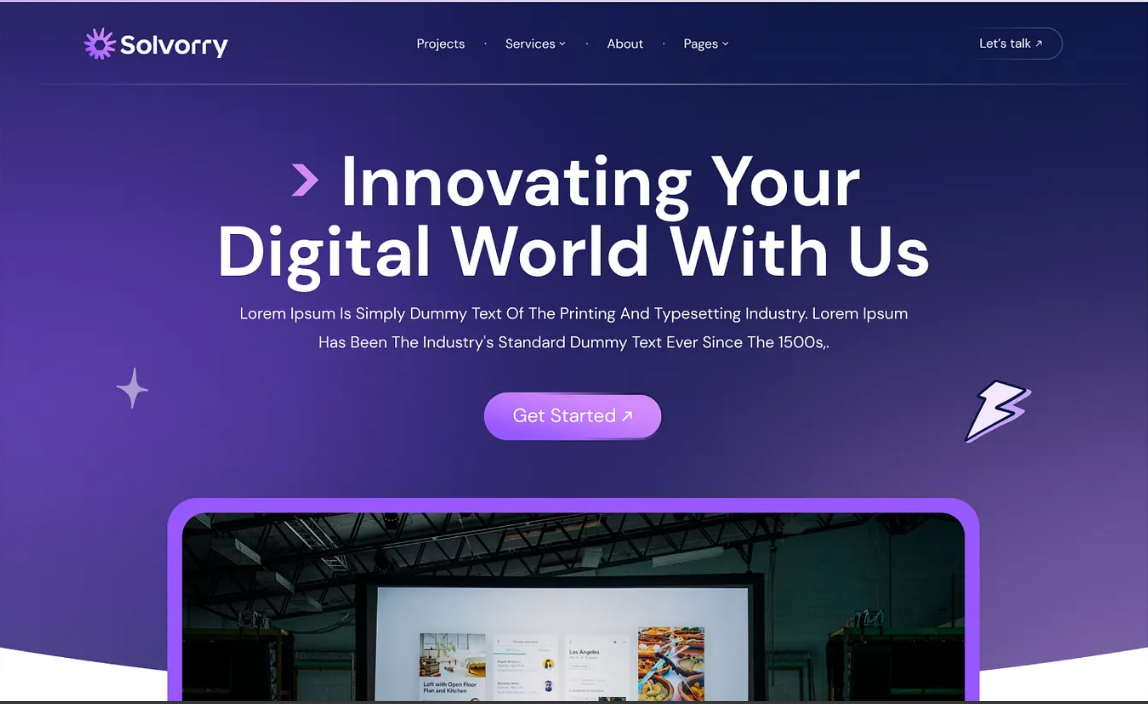 Solvorry
Projects · Services · About · Pages
Let's talk ↗
> Innovating Your
Digital World With Us
Lorem Ipsum Is Simply Dummy Text Of The Printing And Typesetting Industry. Lorem Ipsum
Has Been The Industry's Standard Dummy Text Ever Since The 1500s,.
Get Started ↗
Loft with Open Floor
Plan and Kitchen
Los Angeles